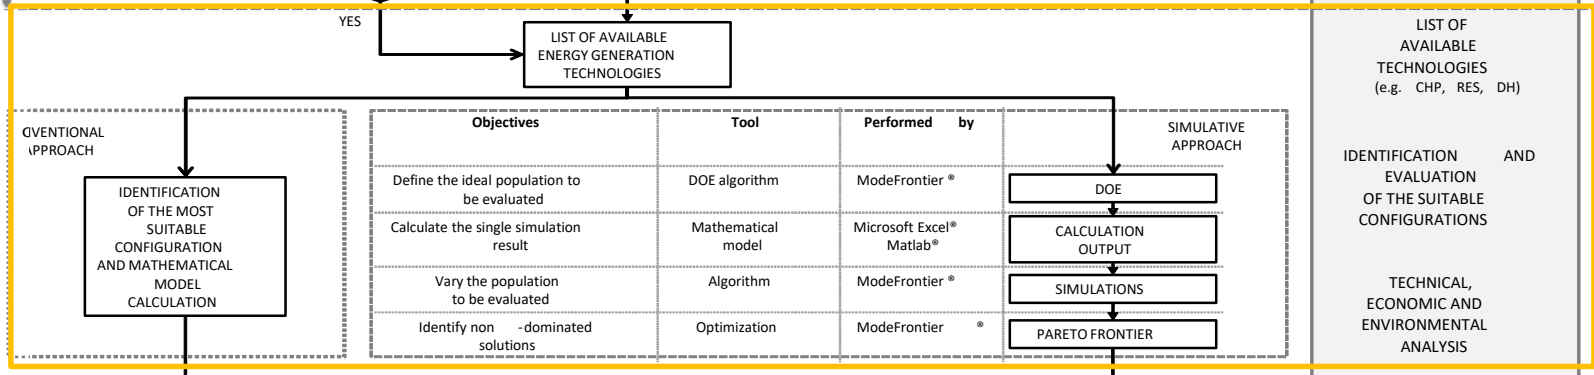 YES
LIST OF AVAILABLE
ENERGY GENERATION
TECHNOLOGIES
APPROACH
IDENTIFICATION
OF THE MOST
SUITABLE
CONFIGURATION
AND MATHEMATICAL
MODEL
CALCULATION
Objectives Tool Performed by
SIMULATIVE
APPROACH
Define the ideal population to
be evaluated
DOE algorithm
ModeFrontier ®
DOE
Calculate the single simulation
result
Mathematical
model
Microsoft Excel®
Matlab®
CALCULATION
OUTPUT
Vary the population
to be evaluated
Algorithm
ModeFrontier ®
SIMULATIONS
Identify non -dominated
solutions
Optimization
ModeFrontier ®
PARETO FRONTIER
LIST OF
AVAILABLE
TECHNOLOGIES
(e.g. CHP, RES, DH)
IDENTIFICATION AND
EVALUATION
OF THE SUITABLE
CONFIGURATIONS
TECHNICAL,
ECONOMIC AND
ENVIRONMENTAL
ANALYSIS